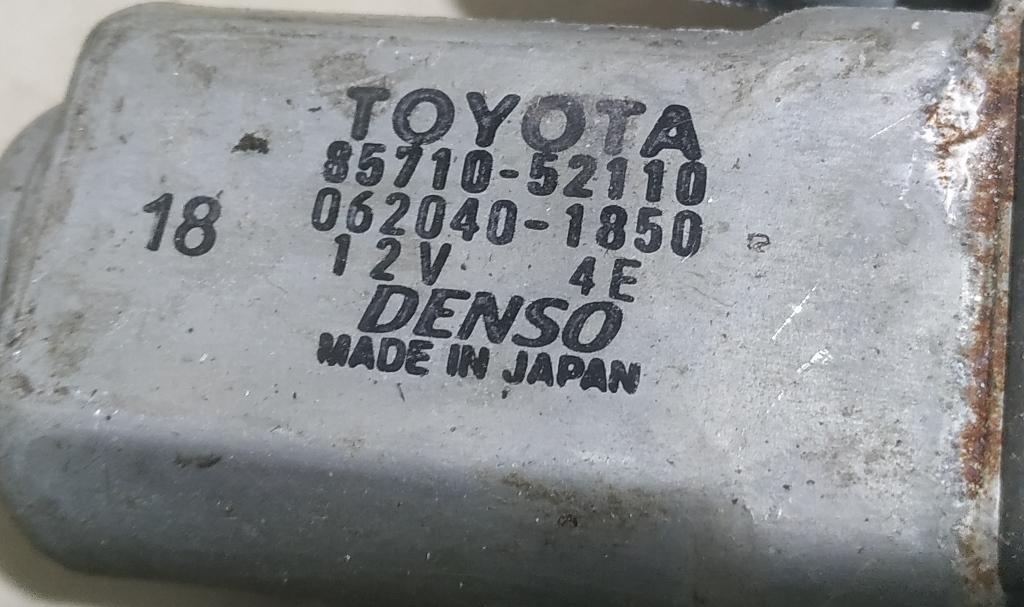 TOYOTA
85710-52110
18
062040-1850
12V 4E
DENSO
MADE IN JAPAN